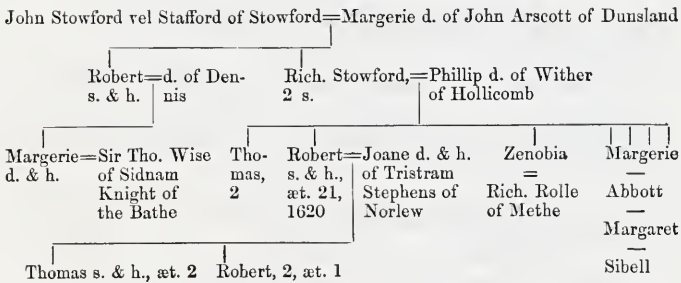 John Stowford vel Stafford of Stowford=Margerie d. of John Arscott of Dunsland
Robert=d. of Den- Rich. Stowford,=Phillip d. of Wither
s. & h. nis 2 s. of Hollicomb
Margerie=Sir Tho. Wise Tho- Robert=Joane d. & h. Zenobia Margerie
d. & h. of Sidnam mas, s. & h., of Tristram = —
Knight of 2 æt. 21, Stephens of Rich. Rolle Abbott
the Bathe 1620 Norlew of Methe —
Margaret
—
Thomas s. & h., æt. 2 Robert, 2, æt. 1 Sibell